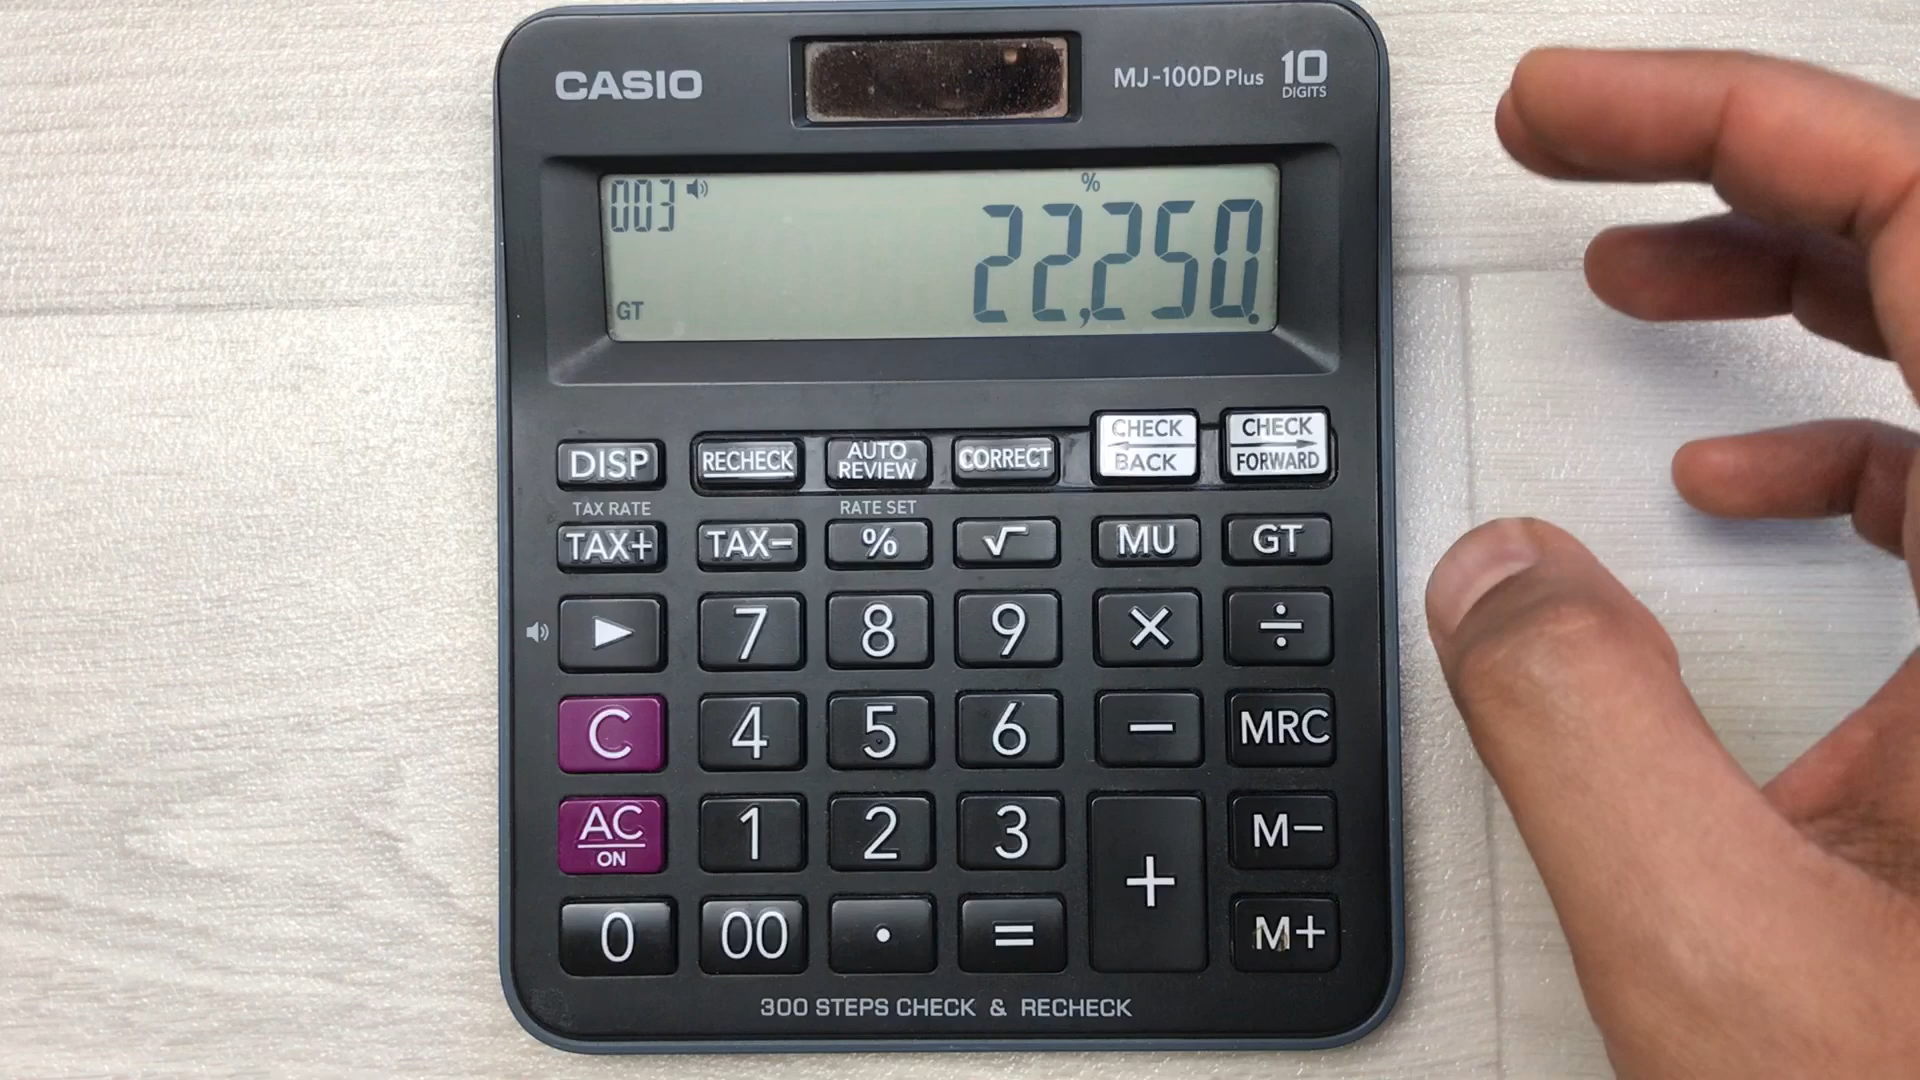 CASIO
MJ-100D Plus 10 DIGITS
003 %
22,250.
GT
DISP RECHECK AUTO REVIEW CORRECT CHECK BACK CHECK FORWARD
TAX RATE RATE SET
TAX+ TAX− % √ MU GT
▶ 7 8 9 × ÷
C 4 5 6 − MRC
AC ON 1 2 3 + M−
0 00 . = M+
300 STEPS CHECK & RECHECK